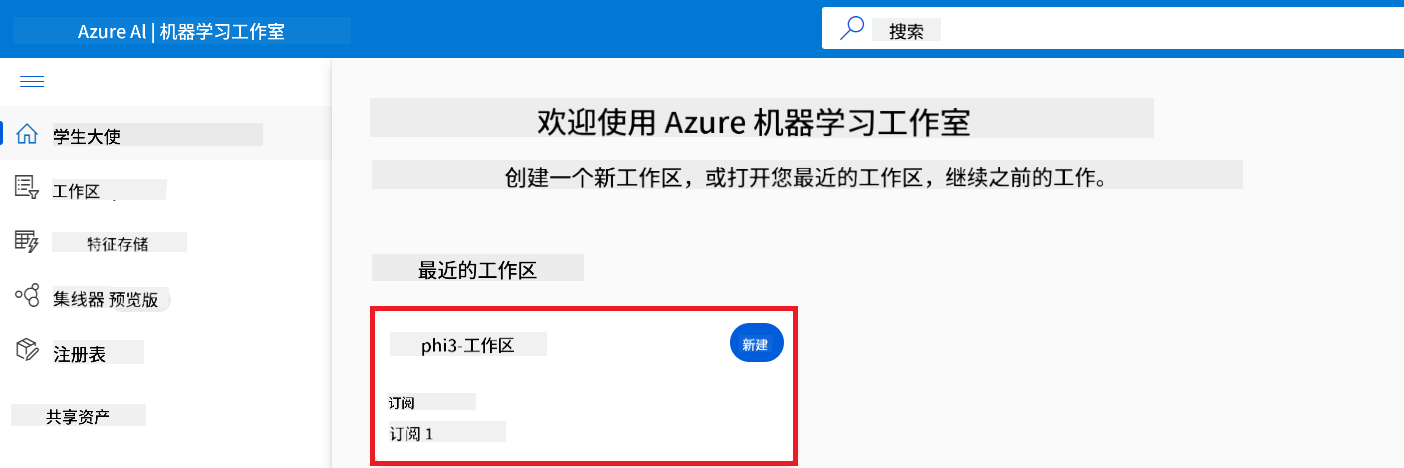 Azure Al | 机器学习工作室
搜索
学生大使
工作区
特征存储
集线器 预览版
注册表
共享资产
欢迎使用 Azure 机器学习工作室
创建一个新工作区，或打开您最近的工作区，继续之前的工作。
最近的工作区
phi3-工作区
新建
订阅
订阅 1